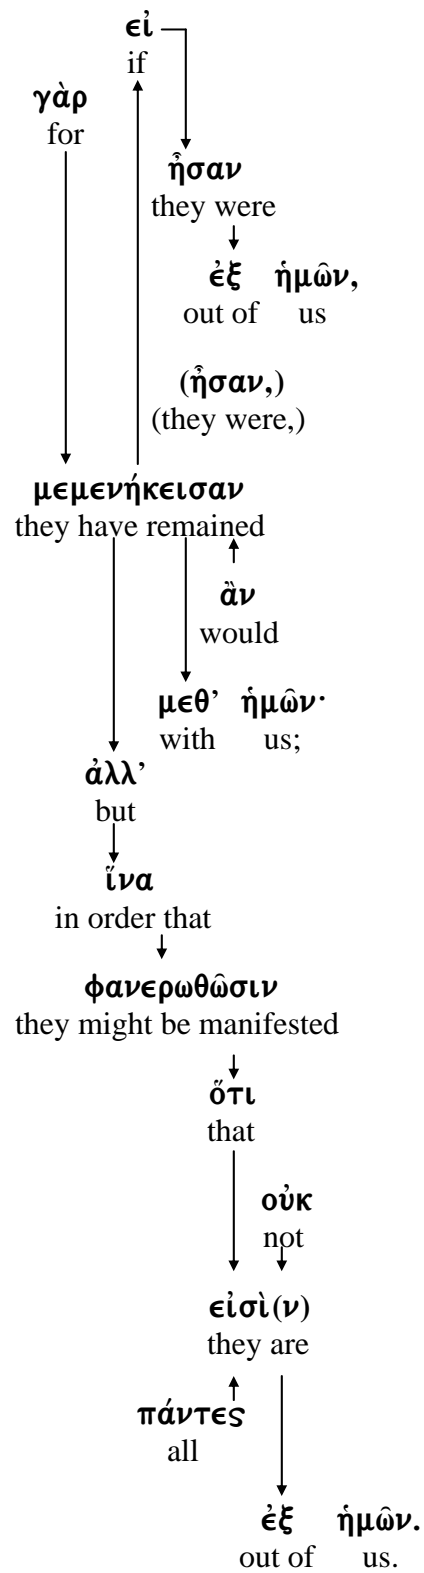 εἰ
if
γὰρ
for
ἦσαν
they were
ἐξ ἡμῶν,
out of us
(ἦσαν,)
(they were,)
μεμενήκεισαν
they have remained
ἂν
would
μεθ’ ἡμῶν·
with us;
ἀλλ’
but
ἵνα
in order that
φανερωθῶσιν
they might be manifested
ὅτι
that
οὐκ
not
εἰσὶ(ν)
they are
πάντες
all
ἐξ ἡμῶν.
out of us.